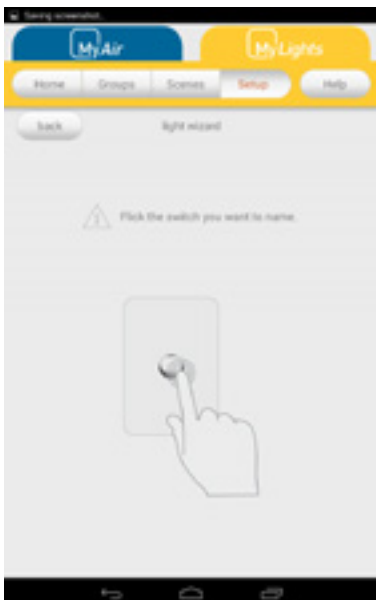 Saving screenshot...
MyAir
MyLights
Home Groups Scenes Setup Help
back light wizard
Flick the switch you want to name.